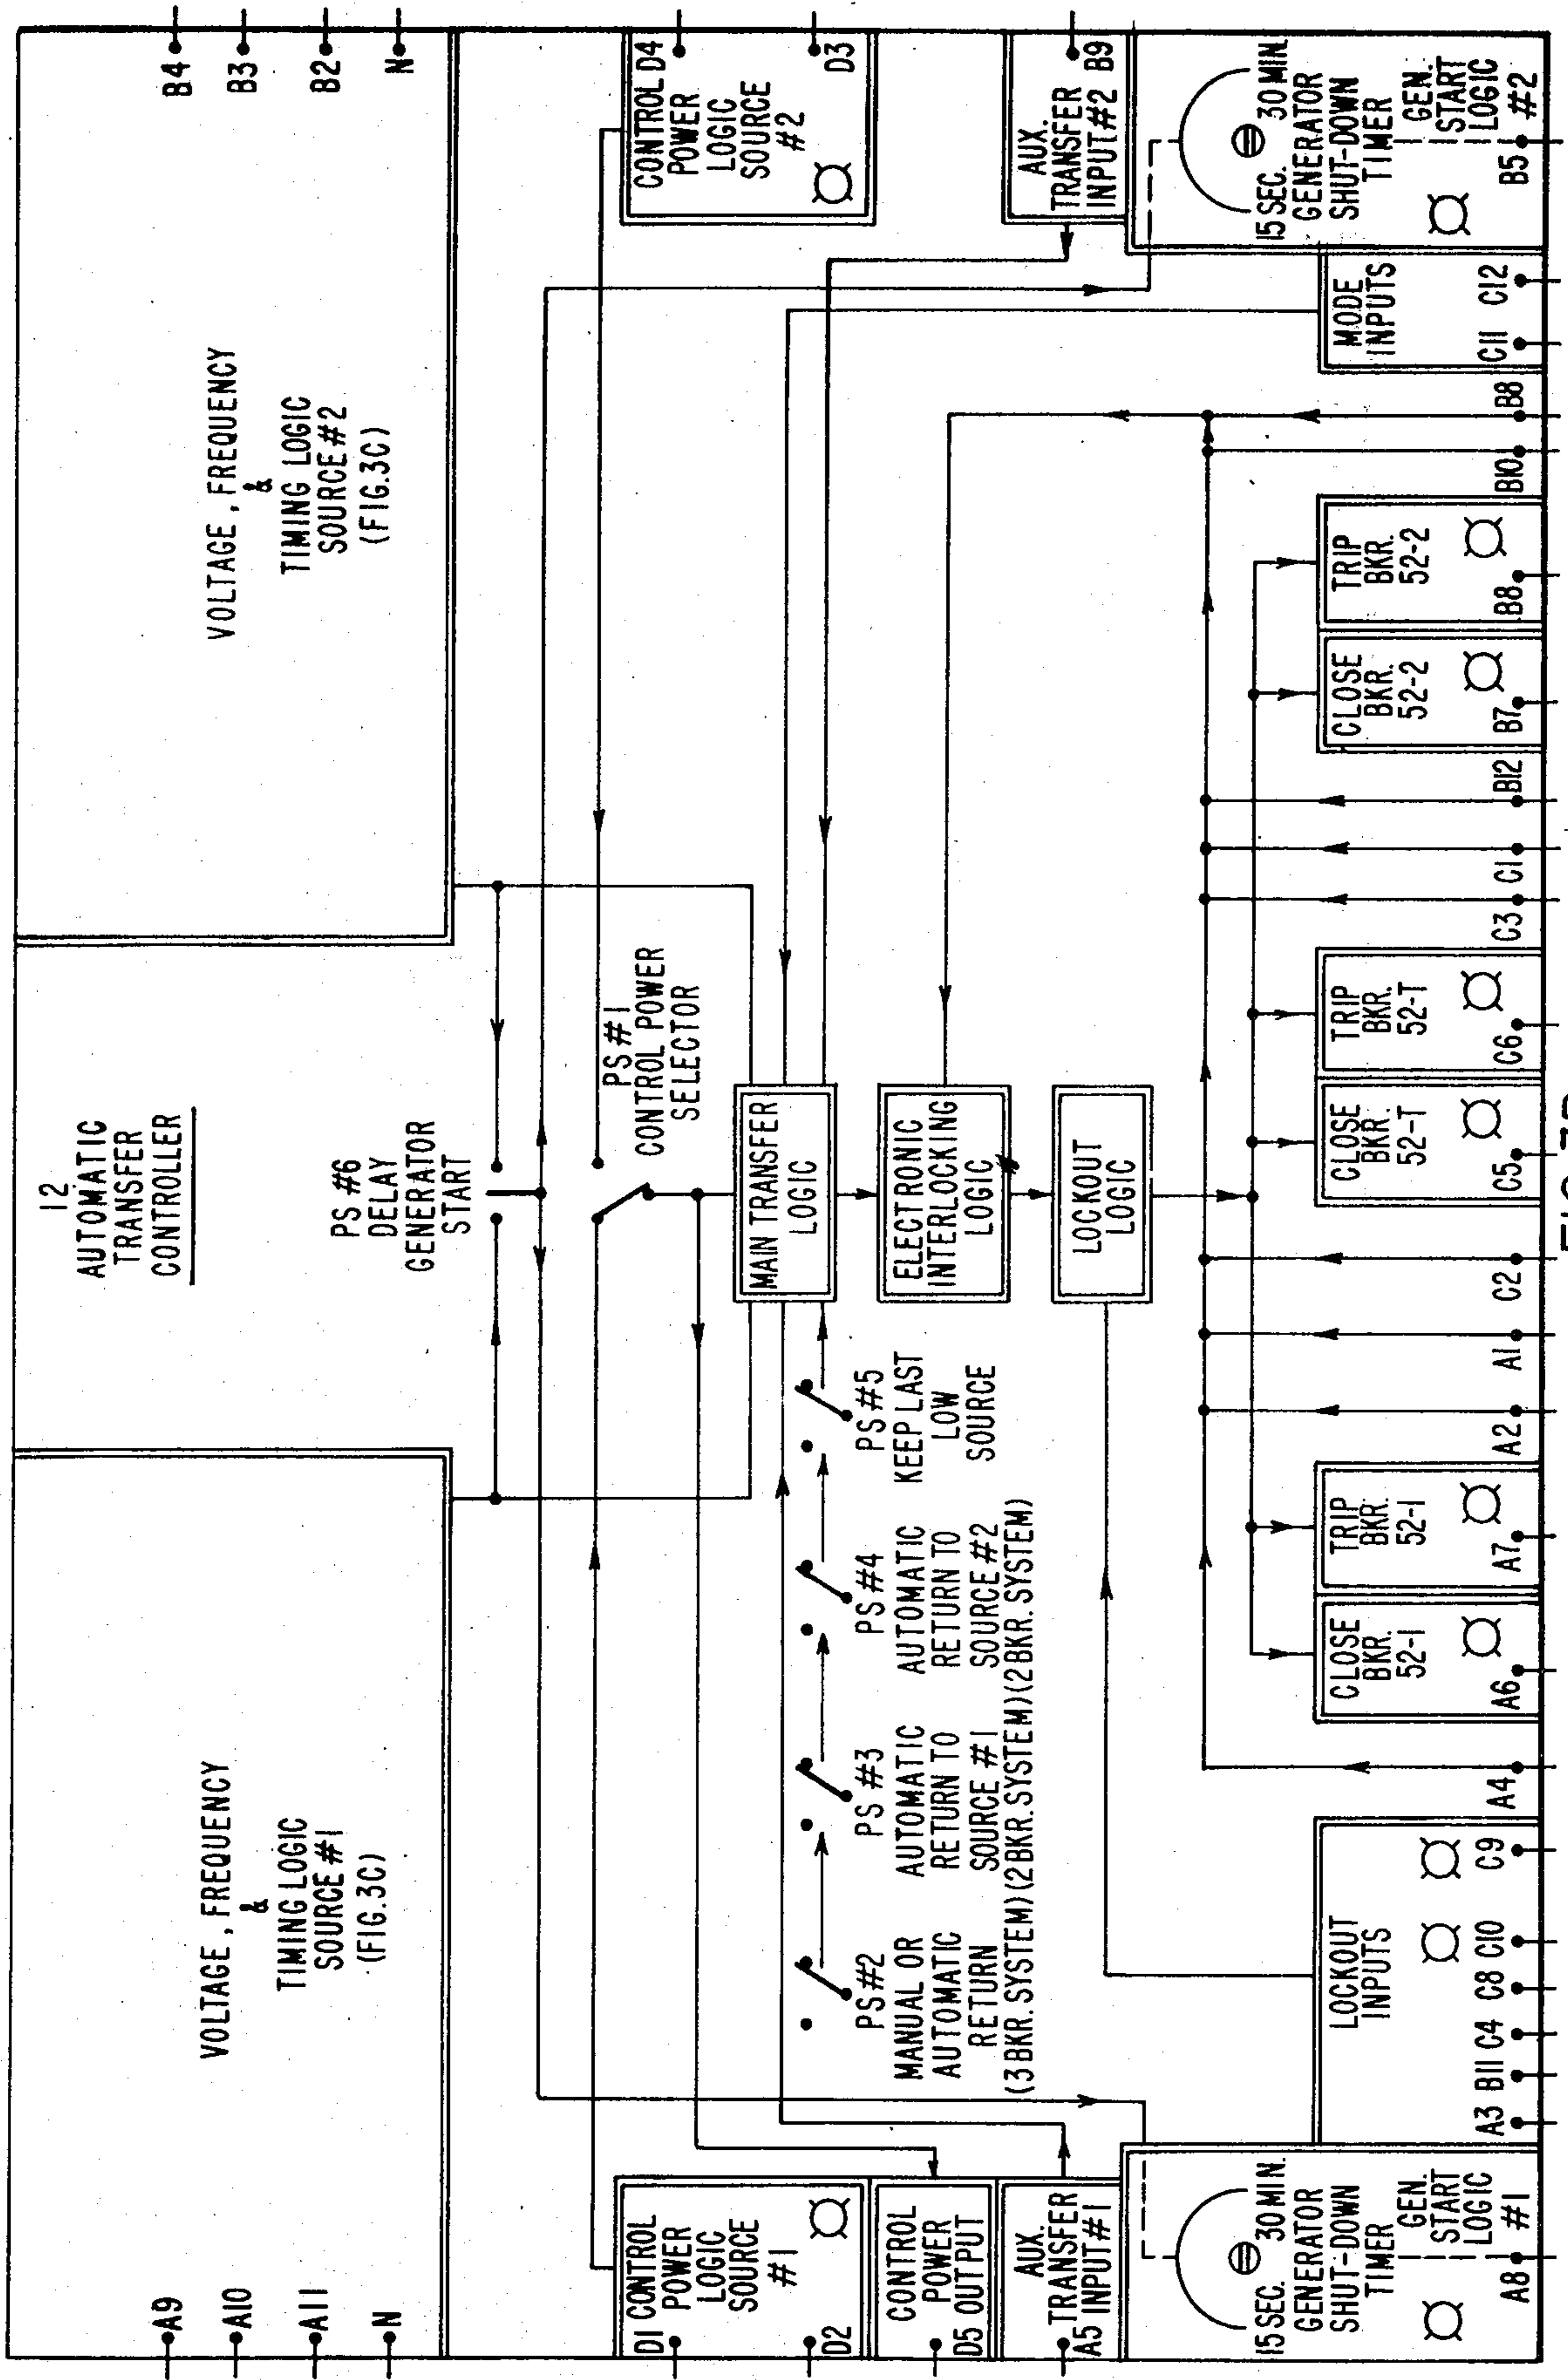 12
AUTOMATIC
TRANSFER
CONTROLLER
A9
A10
A11
N
VOLTAGE, FREQUENCY
&
TIMING LOGIC
SOURCE #1
(FIG.3C)
VOLTAGE, FREQUENCY
&
TIMING LOGIC
SOURCE #2
(FIG.3C)
B4
B3
B2
N
PS #6
DELAY
GENERATOR
START
PS #1
CONTROL POWER
SELECTOR
D1 CONTROL
POWER
LOGIC
SOURCE
#1
D2
CONTROL
POWER
D5 OUTPUT
AUX.
A5 TRANSFER
INPUT #1
CONTROL D4
POWER
LOGIC
SOURCE
#2
D3
AUX.
TRANSFER
INPUT #2 B9
MAIN TRANSFER
LOGIC
ELECTRONIC
INTERLOCKING
LOGIC
LOCKOUT
LOGIC
PS #2
MANUAL OR
AUTOMATIC
RETURN
(3 BKR. SYSTEM)
PS #3
AUTOMATIC
RETURN TO
SOURCE #1
(2 BKR. SYSTEM)
PS #4
AUTOMATIC
RETURN TO
SOURCE #2
(2 BKR. SYSTEM)
PS #5
KEEP LAST
LOW
SOURCE
15 SEC. 30 MIN.
GENERATOR
SHUT-DOWN
TIMER
GEN.
START
LOGIC
A8 #1
LOCKOUT
INPUTS
A3 B11 C4 C8 C10 C9
A4
CLOSE
BKR.
52-1
A6
TRIP
BKR.
52-1
A7
A2
A1
C2
CLOSE
BKR.
52-T
C5
TRIP
BKR.
52-T
C6
C3
C1
B12
CLOSE
BKR.
52-2
B7
TRIP
BKR.
52-2
B8
B10
B8
MODE
INPUTS
C11 C12
15 SEC. 30 MIN.
GENERATOR
SHUT-DOWN
TIMER
GEN.
START
LOGIC
B5 #2